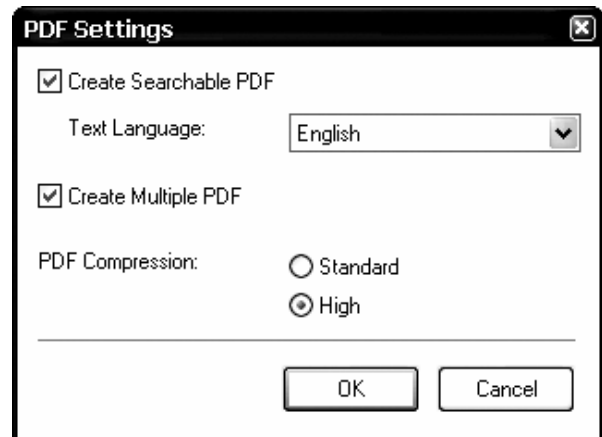 PDF Settings
Create Searchable PDF
Text Language: English
Create Multiple PDF
PDF Compression: Standard
High
OK Cancel